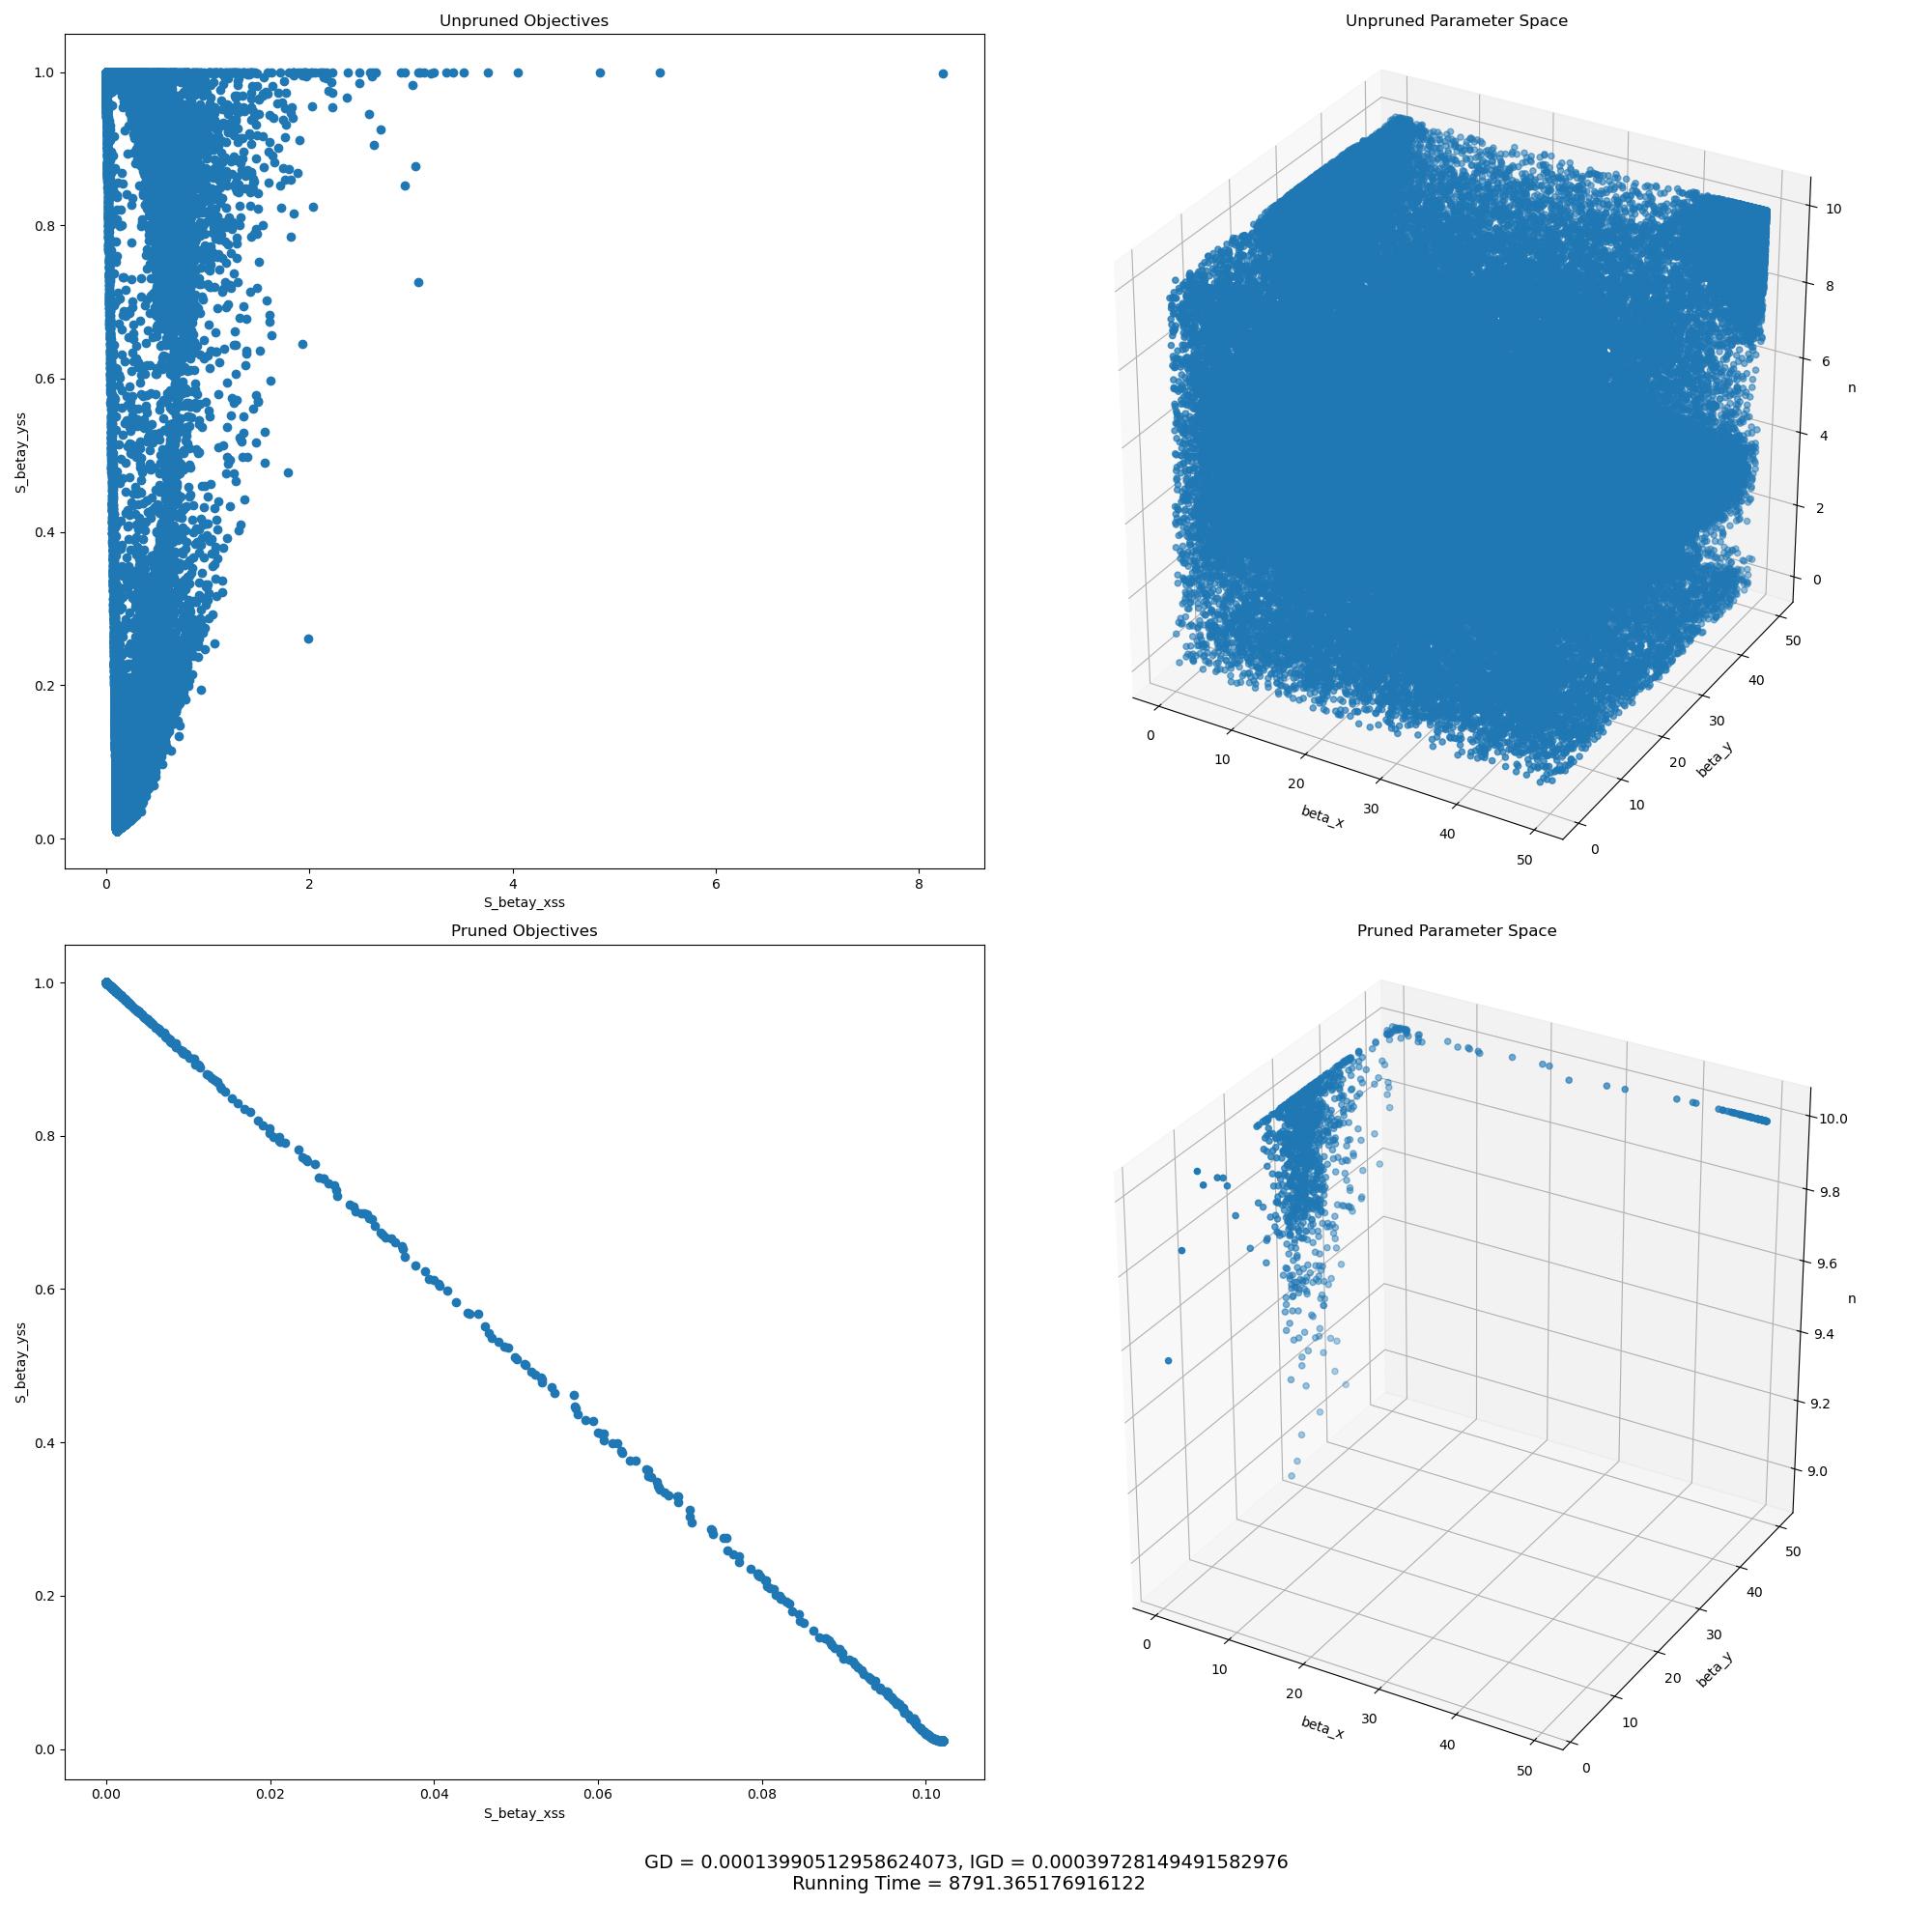 Unpruned Objectives
1.0
0.8
0.6
0.4
0.2
0.0
S_betay_yss
0 2 4 6 8
S_betay_xss
Unpruned Parameter Space
10
8
6
4
2
0
n
50
40
30
20
10
0
beta_y
0
10
20
30
40
50
beta_x
Pruned Objectives
1.0
0.8
0.6
0.4
0.2
0.0
S_betay_yss
0.00 0.02 0.04 0.06 0.08 0.10
S_betay_xss
Pruned Parameter Space
10.0
9.8
9.6
9.4
9.2
9.0
n
50
40
30
20
10
0
beta_y
0
10
20
30
40
50
beta_x
GD = 0.00013990512958624073, IGD = 0.00039728149491582976
Running Time = 8791.365176916122